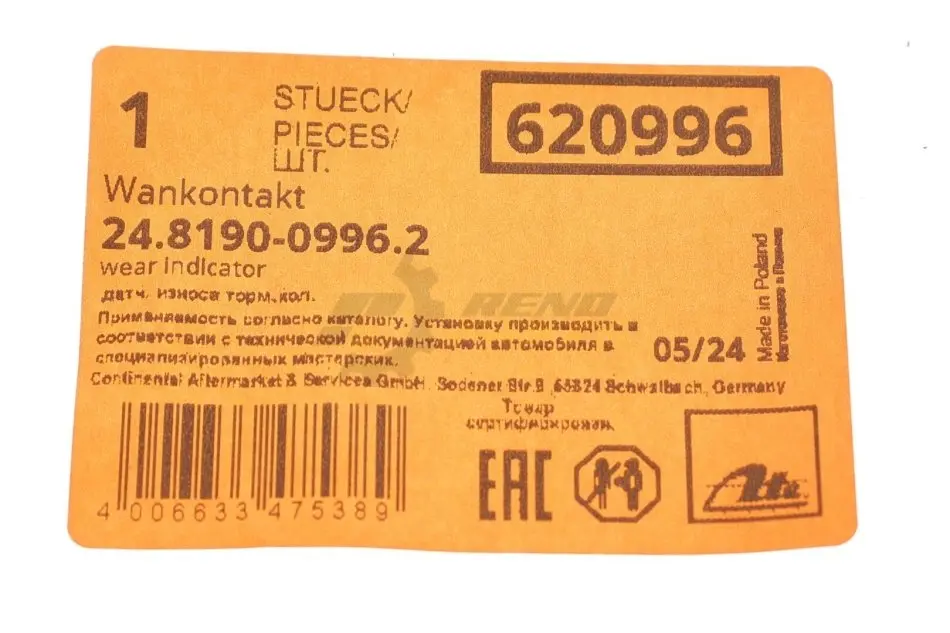 1
STUECK/
PIECES/
ШТ.
620996
Wankontakt
24.8190-0996.2
wear indicator
датч. износа торм.кол.
Применяемость согласно каталогу. Установку производить в
соответствии с технической документацией автомобиля в
специализированных мастерских.
05/24
Made in Poland
Изготовлено в Польше
Continental Aftermarket & Services GmbH, Sodener Str.9, 65824 Schwalbach, Germany
Товар
сертифицирован.
4 006633 475389
EAC
Ate
REND